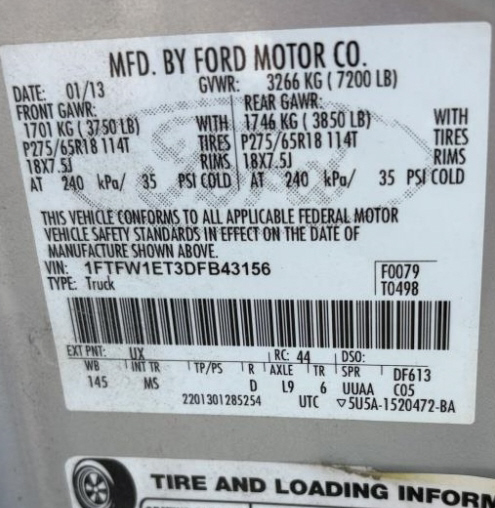 MFD. BY FORD MOTOR CO.
DATE: 01/13 GVWR: 3266 KG ( 7200 LB)
FRONT GAWR: REAR GAWR:
1701 KG ( 3750 LB) WITH 1746 KG ( 3850 LB) WITH
P275/65R18 114T TIRES P275/65R18 114T TIRES
18X7.5J RIMS 18X7.5J RIMS
AT 240 kPa/ 35 PSI COLD AT 240 kPa/ 35 PSI COLD
THIS VEHICLE CONFORMS TO ALL APPLICABLE FEDERAL MOTOR
VEHICLE SAFETY STANDARDS IN EFFECT ON THE DATE OF
MANUFACTURE SHOWN ABOVE.
VIN: 1FTFW1ET3DFB43156 F0079
TYPE: Truck T0498
EXT PNT: UX RC: 44 DSO:
WB INT TR TP/PS R AXLE TR SPR DF613
145 MS D L9 6 UUAA C05
2201301285254 UTC ▽5U5A-1520472-BA
TIRE AND LOADING INFORM